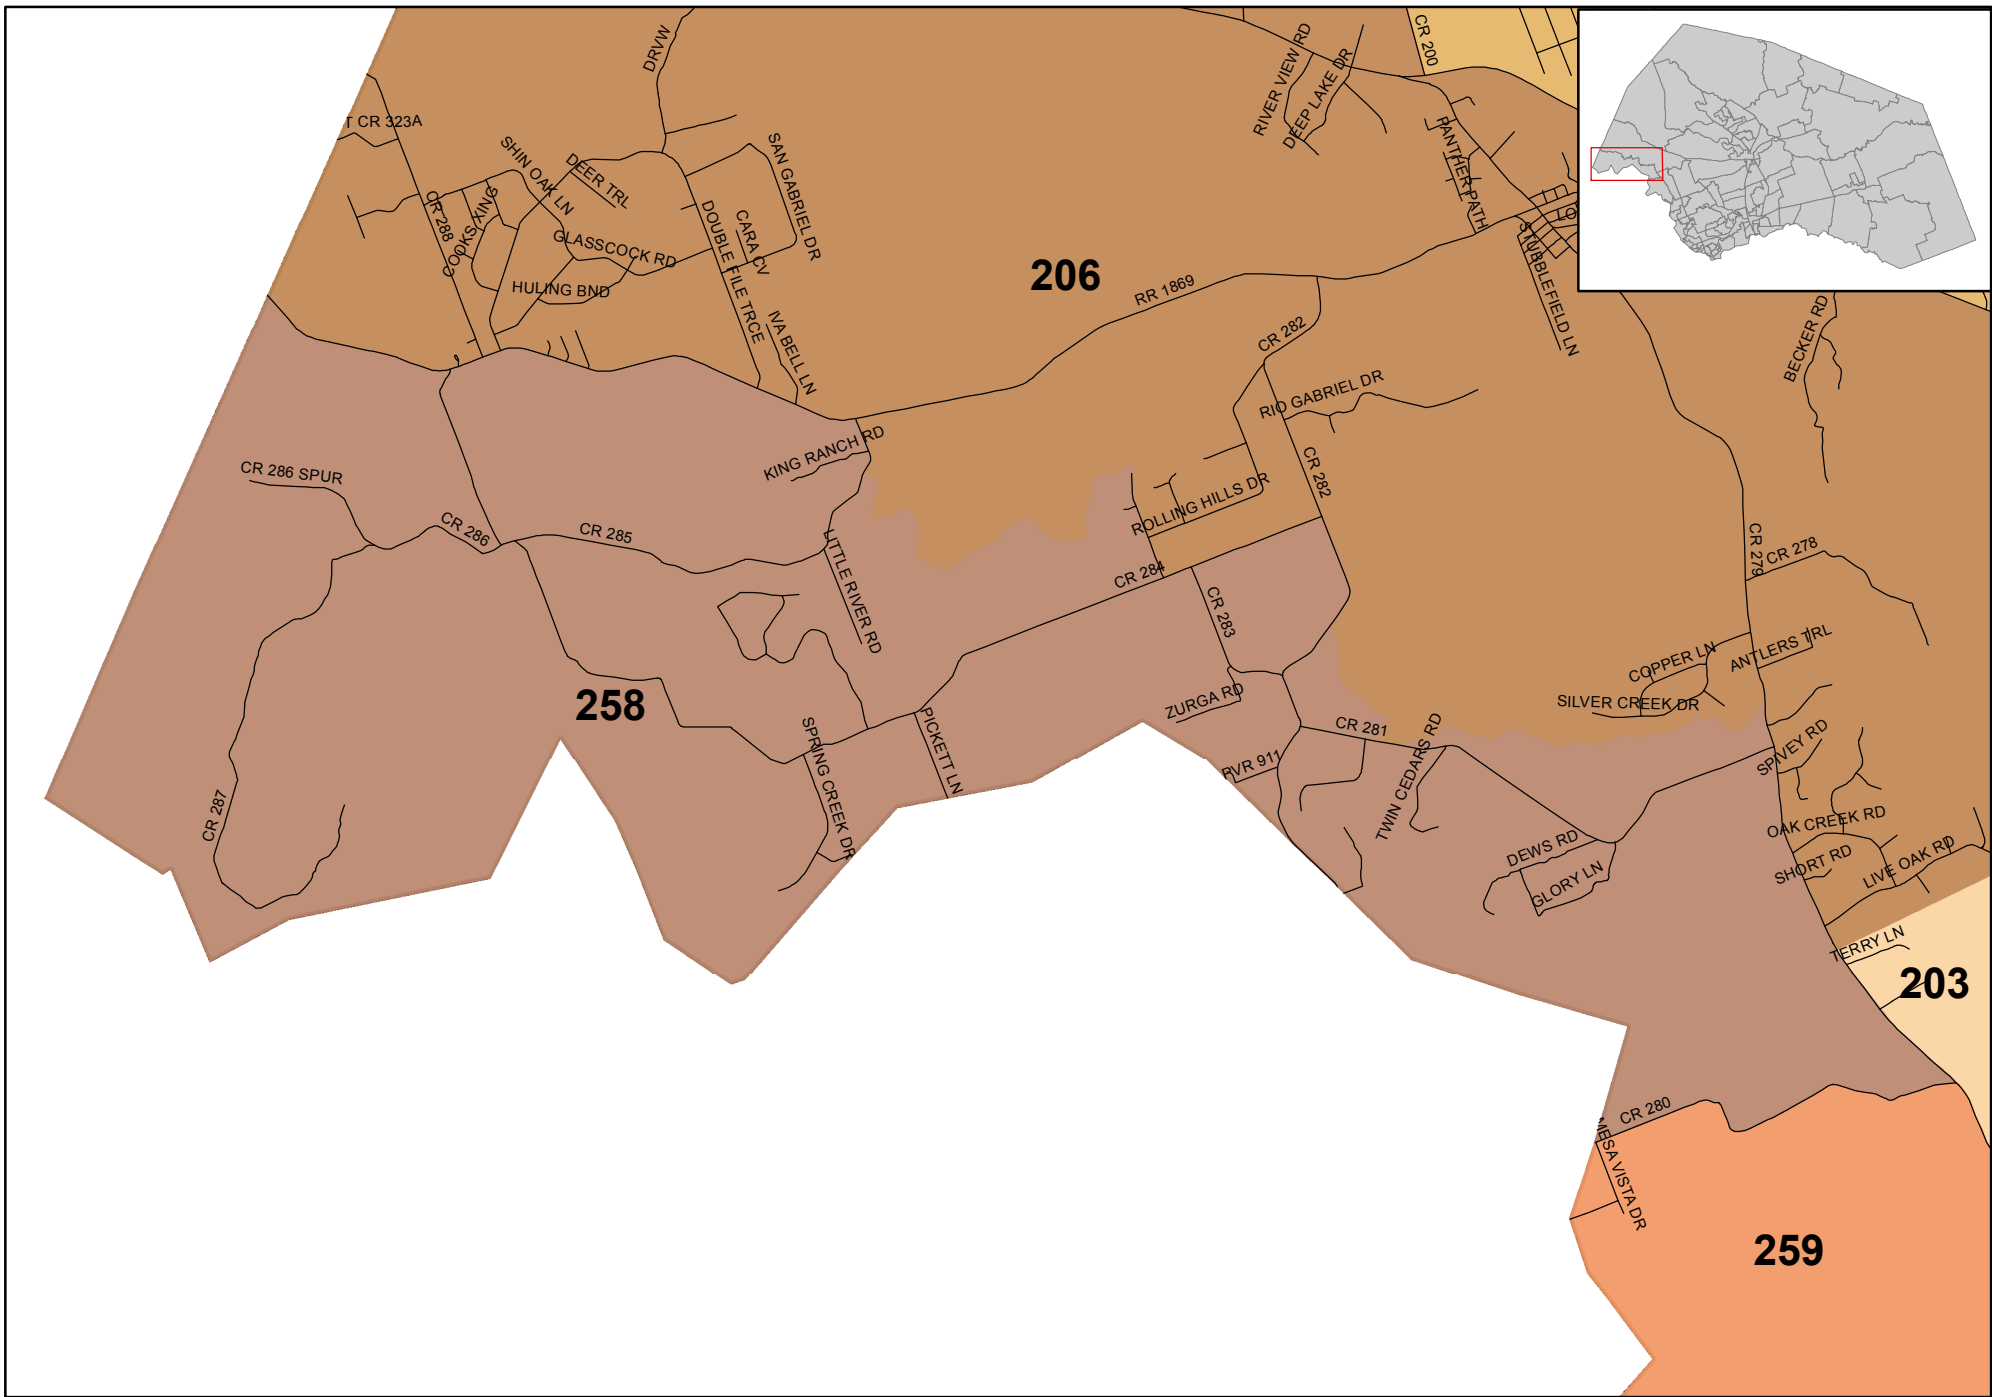 DRVW
RIVER VIEW RD
DEEP LAKE DR
CR 200
T CR 323A
SHIN OAK LN
DEER TRL
SAN GABRIEL DR
PANTHER PATH
CR 288
COOKS XING
DOUBLE FILE TRCE
CARA CV
GLASSCOCK RD
LO
STUBBLEFIELD LN
206
HULING BND
RR 1869
IVA BELL LN
CR 282
BECKER RD
RIO GABRIEL DR
KING RANCH RD
CR 286 SPUR
CR 282
ROLLING HILLS DR
CR 286
CR 285
LITTLE RIVER RD
CR 279
CR 278
CR 284
CR 283
COPPER LN
ANTLERS TRL
258
ZURGA RD
SILVER CREEK DR
PICKETT LN
SPRING CREEK DR
CR 281
TWIN CEDARS RD
SPIVEY RD
PVR 911
CR 287
OAK CREEK RD
DEWS RD
SHORT RD
LIVE OAK RD
GLORY LN
TERRY LN
203
CR 280
MESA VISTA DR
259